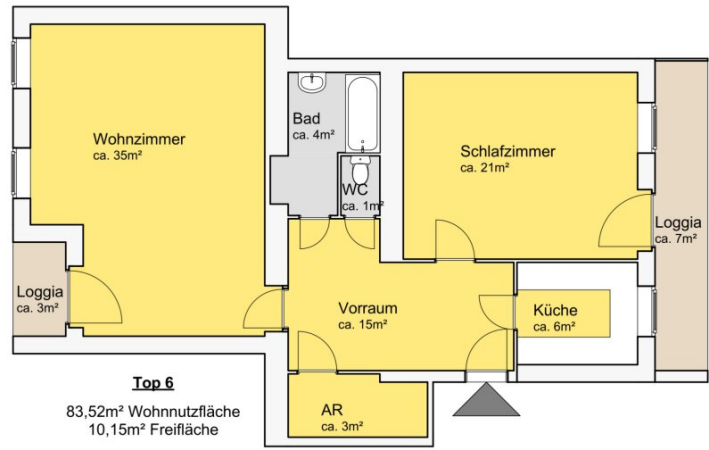 Wohnzimmer
ca. 35m²
Bad
ca. 4m²
WC
ca. 1m²
Schlafzimmer
ca. 21m²
Loggia
ca. 7m²
Loggia
ca. 3m²
Vorraum
ca. 15m²
Küche
ca. 6m²
AR
ca. 3m²
Top 6
83,52m² Wohnnutzfläche
10,15m² Freifläche